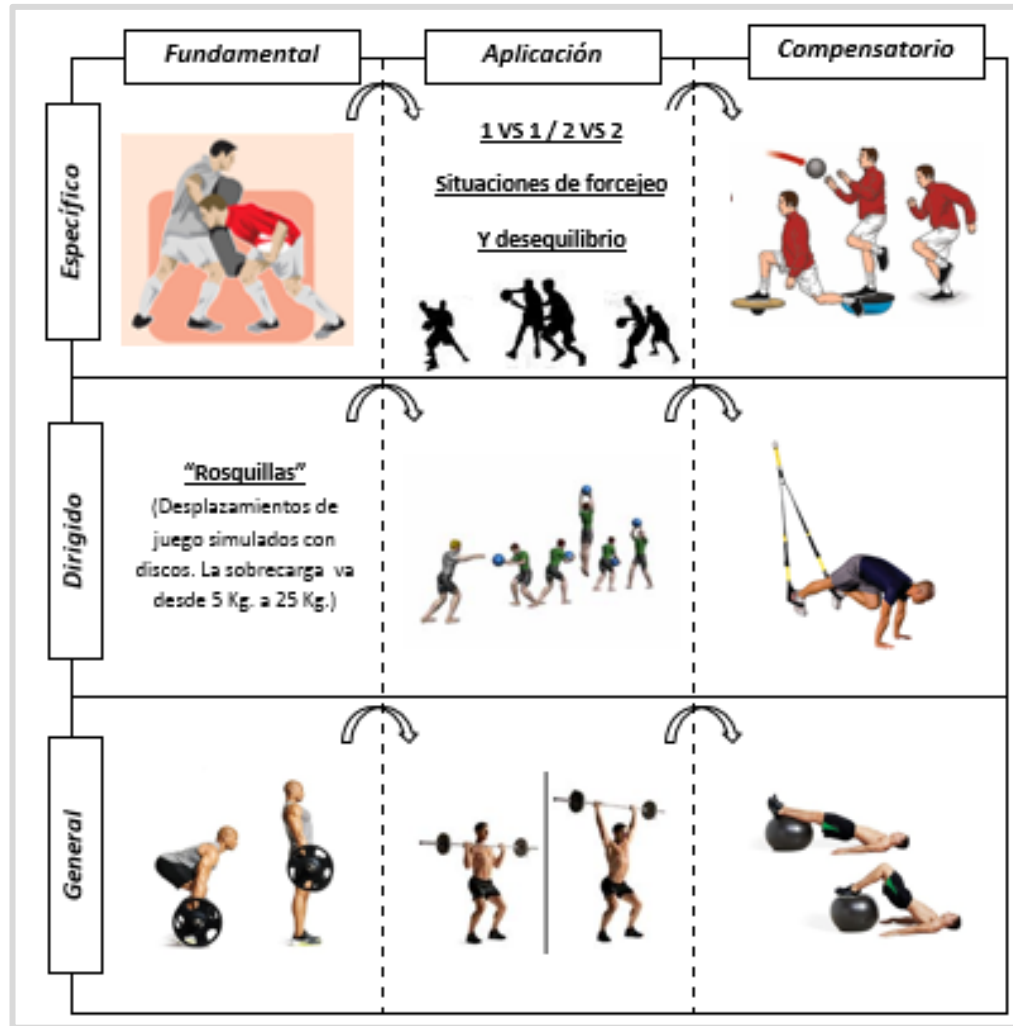 Fundamental
Aplicación
Compensatorio
Específico
1 VS 1 / 2 VS 2
Situaciones de forcejeo
Y desequilibrio
Dirigido
“Rosquillas”
(Desplazamientos de
juego simulados con
discos. La sobrecarga va
desde 5 Kg. a 25 Kg.)
General